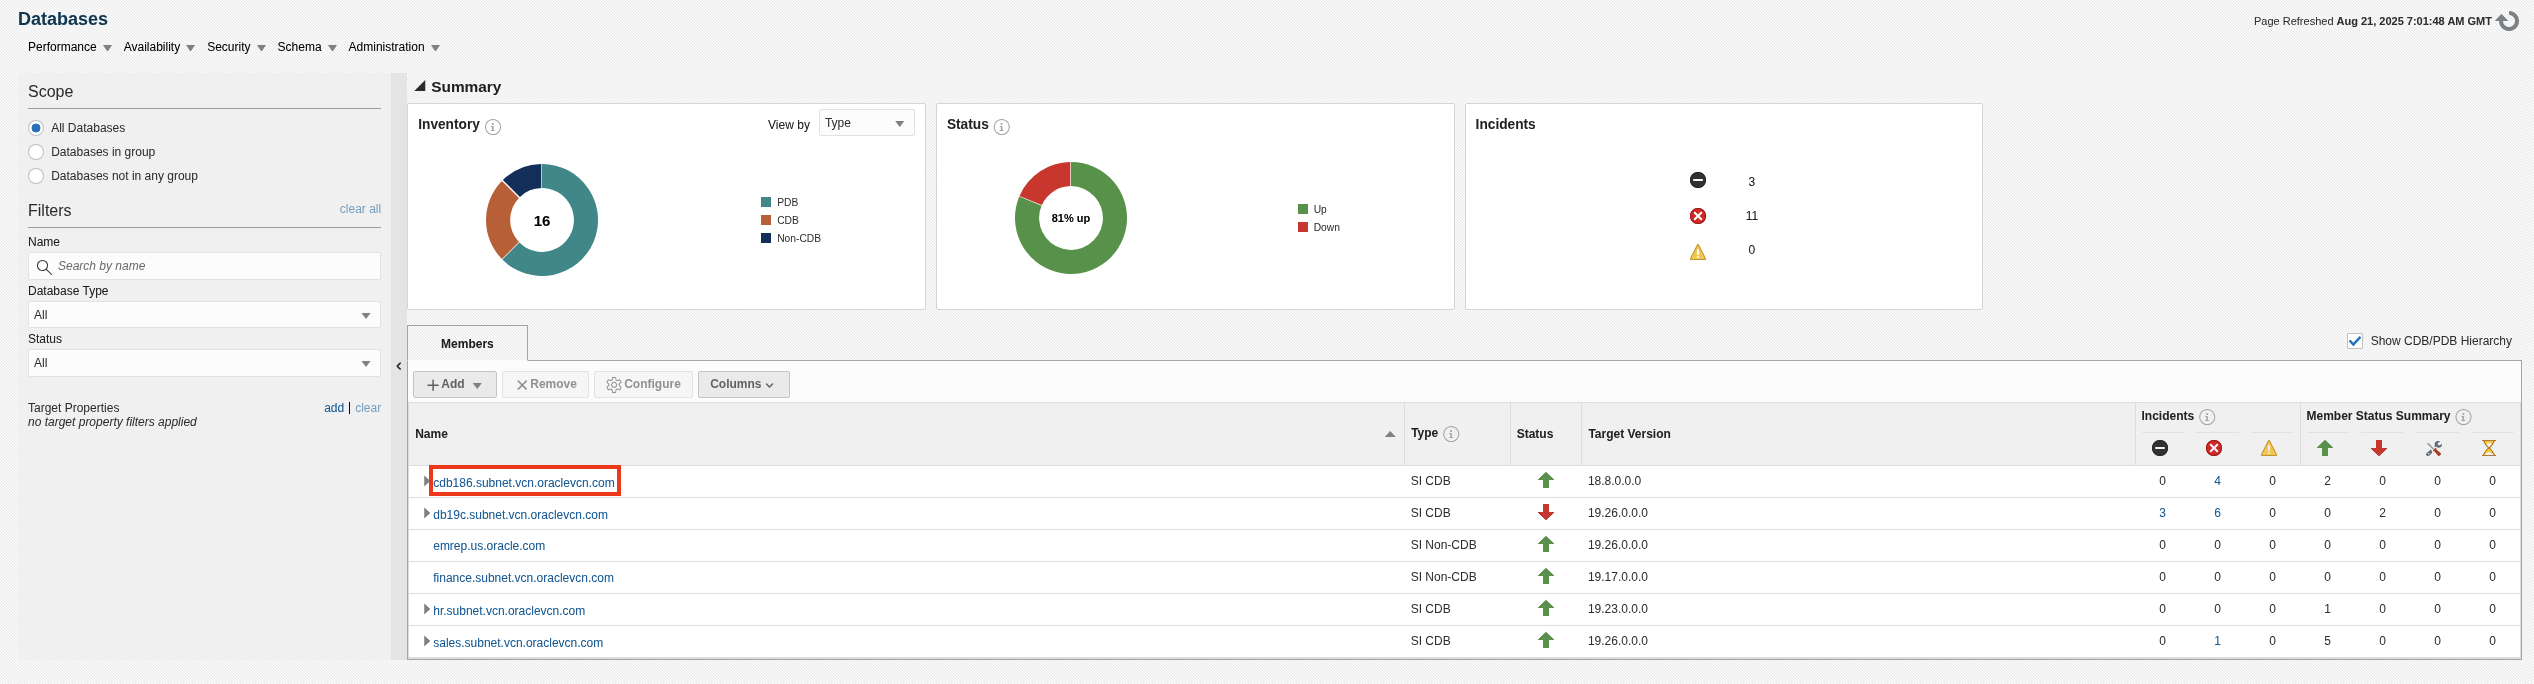 Databases
Page Refreshed Aug 21, 2025 7:01:48 AM GMT
Performance Availability Security Schema Administration
Scope
All Databases
Databases in group
Databases not in any group
Filters clear all
Name
Search by name
Database Type
All
Status
All
Target Properties add | clear
no target property filters applied
Summary
Inventory
View by Type
16
PDB
CDB
Non-CDB
Status
81% up
Up
Down
Incidents
3
11
0
Members
Show CDB/PDB Hierarchy
Add Remove Configure Columns
Name Type Status Target Version Incidents Member Status Summary
cdb186.subnet.vcn.oraclevcn.com SI CDB 18.8.0.0.0 0 4 0 2 0 0 0
db19c.subnet.vcn.oraclevcn.com SI CDB 19.26.0.0.0 3 6 0 0 2 0 0
emrep.us.oracle.com SI Non-CDB 19.26.0.0.0 0 0 0 0 0 0 0
finance.subnet.vcn.oraclevcn.com SI Non-CDB 19.17.0.0.0 0 0 0 0 0 0 0
hr.subnet.vcn.oraclevcn.com SI CDB 19.23.0.0.0 0 0 0 1 0 0 0
sales.subnet.vcn.oraclevcn.com SI CDB 19.26.0.0.0 0 1 0 5 0 0 0